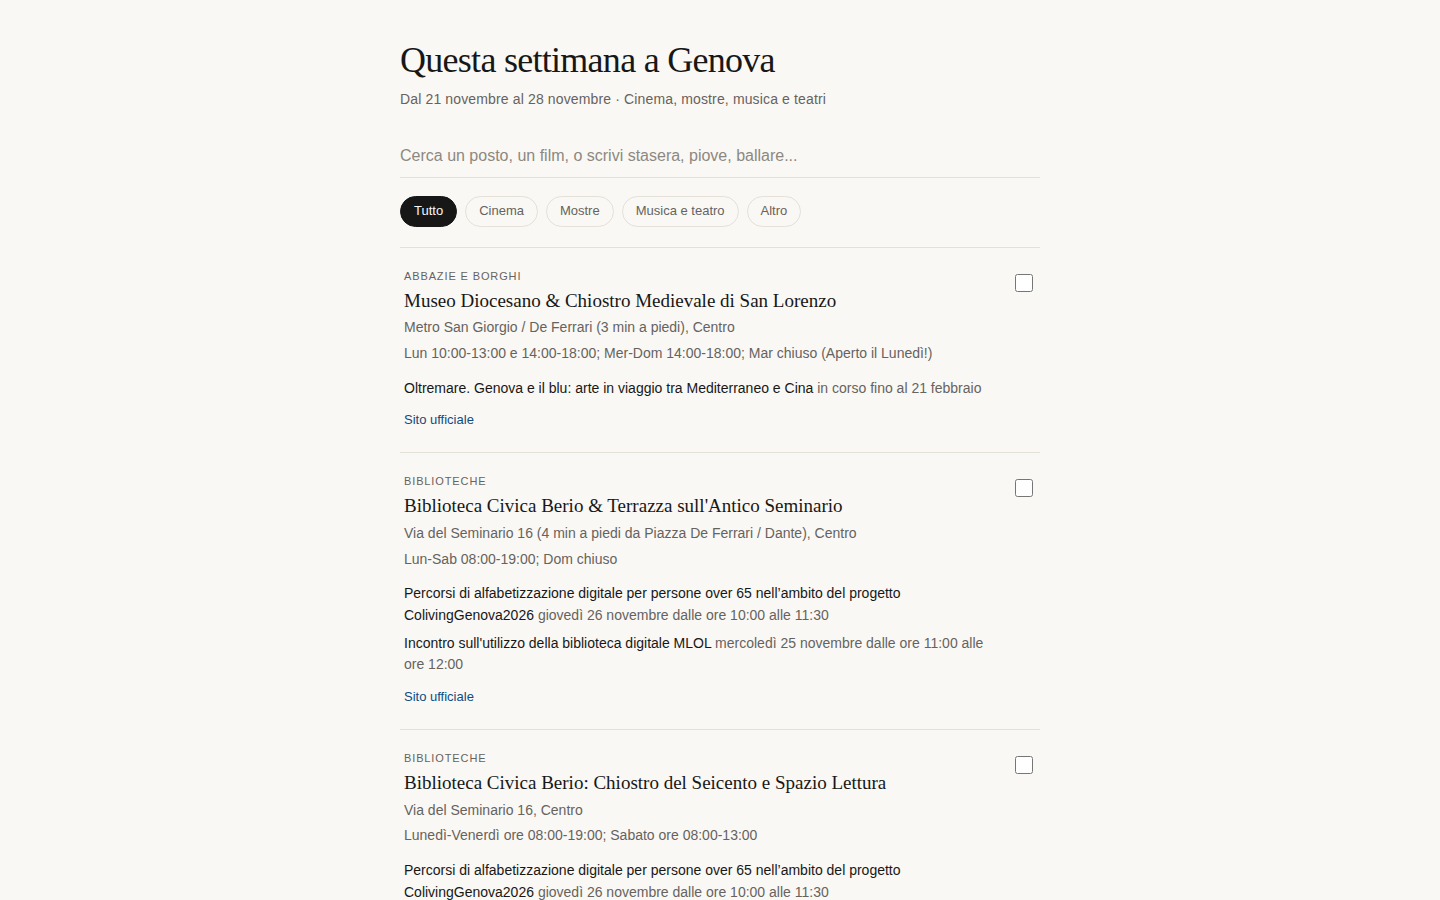 Questa settimana a Genova
Dal 21 novembre al 28 novembre · Cinema, mostre, musica e teatri
Cerca un posto, un film, o scrivi stasera, piove, ballare...
Tutto
Cinema
Mostre
Musica e teatro
Altro
ABBAZIE E BORGHI
Museo Diocesano & Chiostro Medievale di San Lorenzo
Metro San Giorgio / De Ferrari (3 min a piedi), Centro
Lun 10:00-13:00 e 14:00-18:00; Mer-Dom 14:00-18:00; Mar chiuso (Aperto il Lunedì!)
Oltremare. Genova e il blu: arte in viaggio tra Mediterraneo e Cina in corso fino al 21 febbraio
Sito ufficiale
BIBLIOTECHE
Biblioteca Civica Berio & Terrazza sull'Antico Seminario
Via del Seminario 16 (4 min a piedi da Piazza De Ferrari / Dante), Centro
Lun-Sab 08:00-19:00; Dom chiuso
Percorsi di alfabetizzazione digitale per persone over 65 nell'ambito del progetto
ColivingGenova2026 giovedì 26 novembre dalle ore 10:00 alle 11:30
Incontro sull'utilizzo della biblioteca digitale MLOL mercoledì 25 novembre dalle ore 11:00 alle
ore 12:00
Sito ufficiale
BIBLIOTECHE
Biblioteca Civica Berio: Chiostro del Seicento e Spazio Lettura
Via del Seminario 16, Centro
Lunedì-Venerdì ore 08:00-19:00; Sabato ore 08:00-13:00
Percorsi di alfabetizzazione digitale per persone over 65 nell'ambito del progetto
ColivingGenova2026 giovedì 26 novembre dalle ore 10:00 alle 11:30